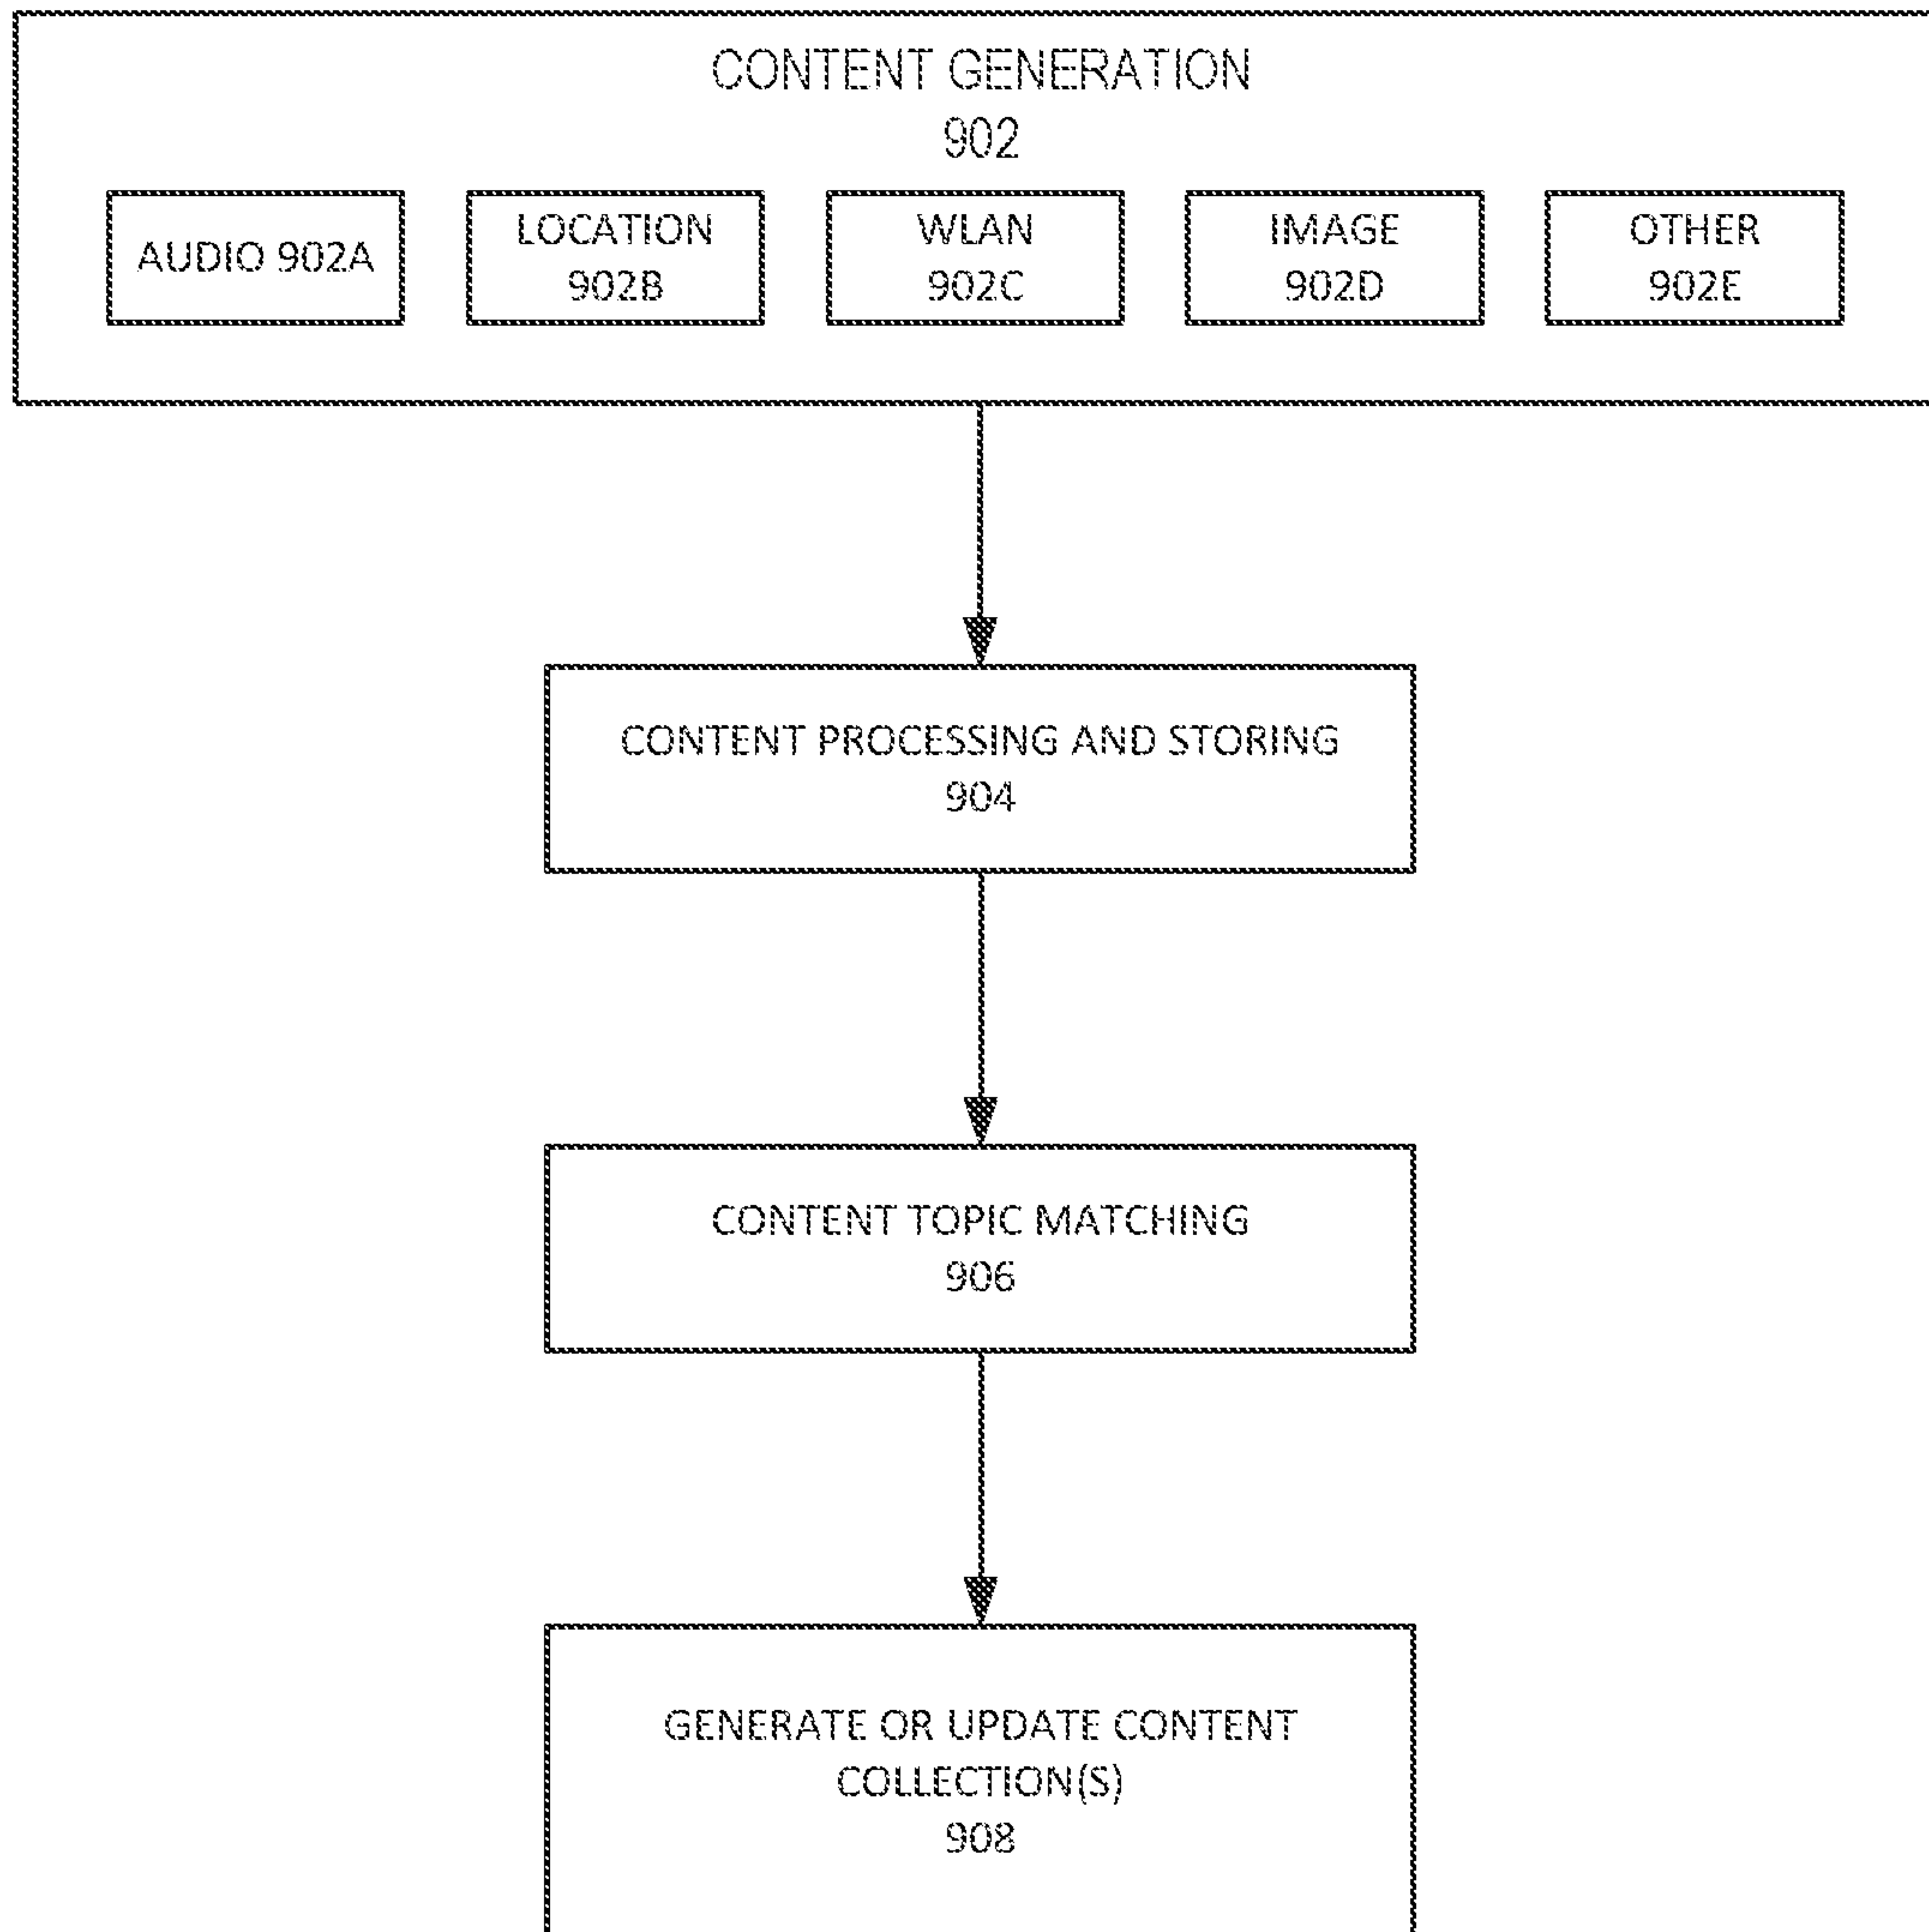 CONTENT GENERATION
902
AUDIO 902A
LOCATION
902B
WLAN
902C
IMAGE
902D
OTHER
902E
CONTENT PROCESSING AND STORING
904
CONTENT TOPIC MATCHING
906
GENERATE OR UPDATE CONTENT
COLLECTION(S)
908